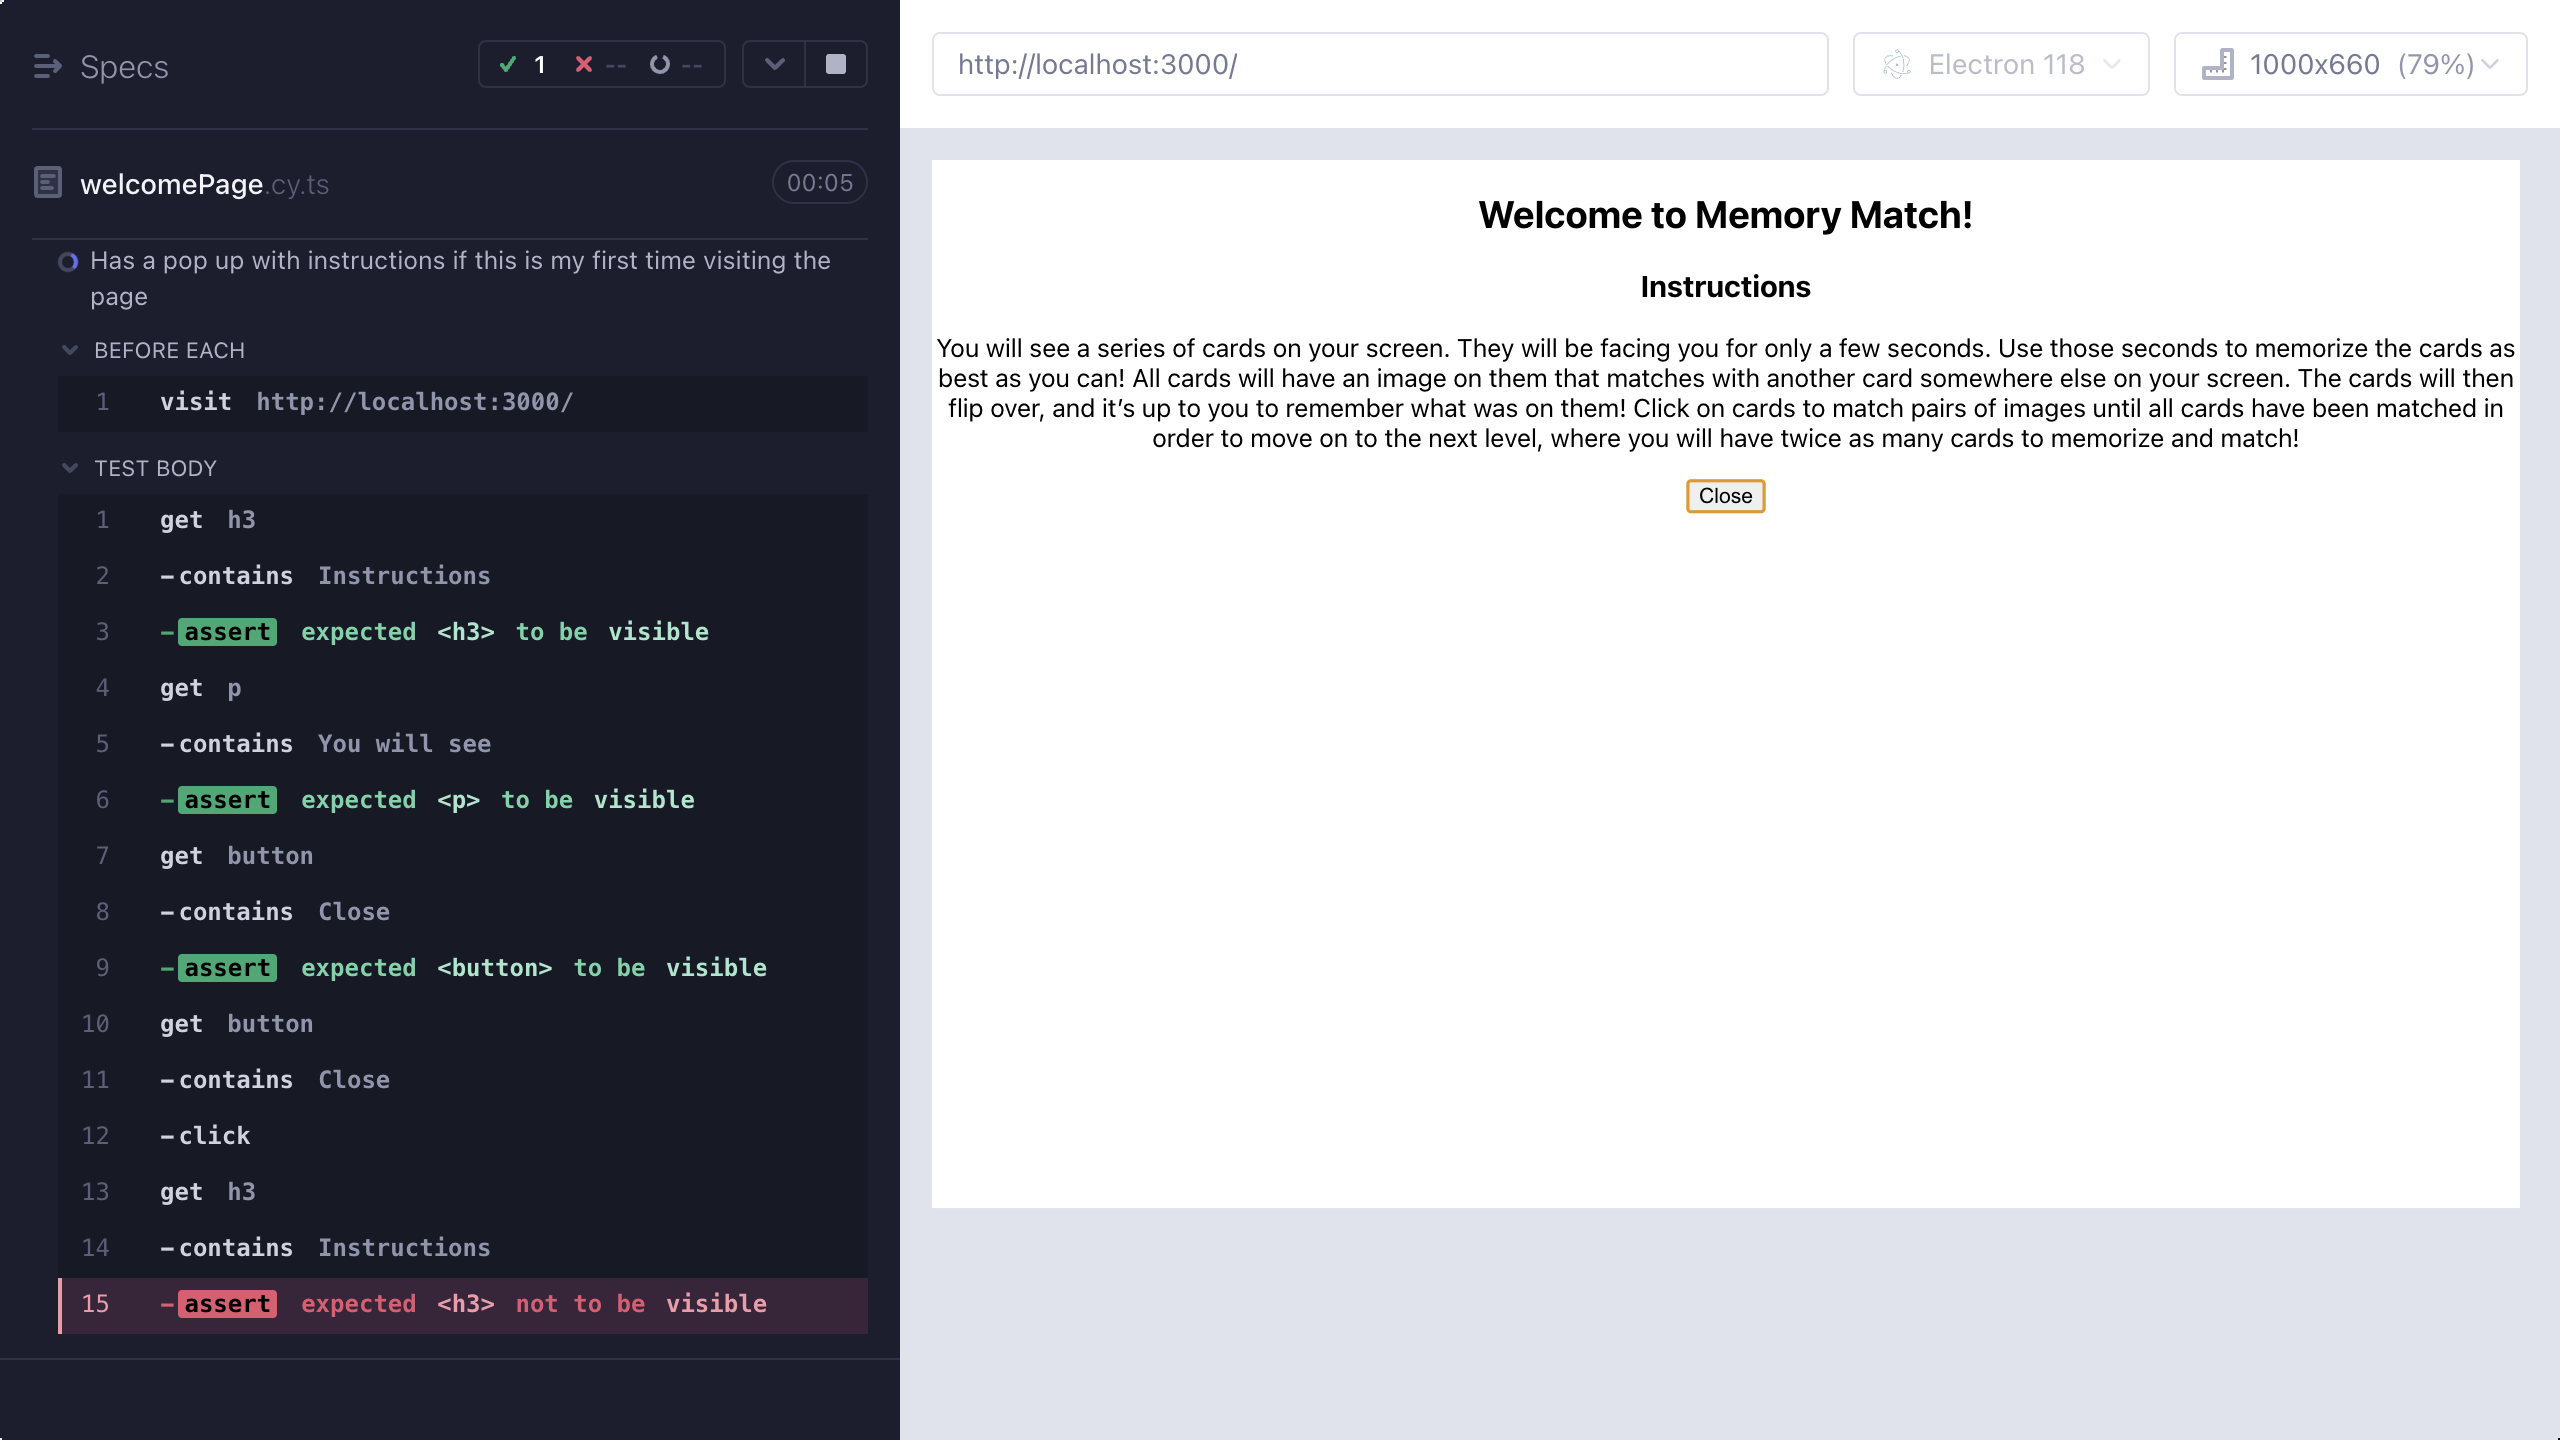 Specs
1 -- --
welcomePage.cy.ts
00:05
Has a pop up with instructions if this is my first time visiting the
page
BEFORE EACH
1 visit http://localhost:3000/
TEST BODY
1 get h3
2 -contains Instructions
3 -assert expected <h3> to be visible
4 get p
5 -contains You will see
6 -assert expected <p> to be visible
7 get button
8 -contains Close
9 -assert expected <button> to be visible
10 get button
11 -contains Close
12 -click
13 get h3
14 -contains Instructions
15 -assert expected <h3> not to be visible
http://localhost:3000/
Electron 118
1000x660 (79%)
Welcome to Memory Match!
Instructions
You will see a series of cards on your screen. They will be facing you for only a few seconds. Use those seconds to memorize the cards as
best as you can! All cards will have an image on them that matches with another card somewhere else on your screen. The cards will then
flip over, and it’s up to you to remember what was on them! Click on cards to match pairs of images until all cards have been matched in
order to move on to the next level, where you will have twice as many cards to memorize and match!
Close